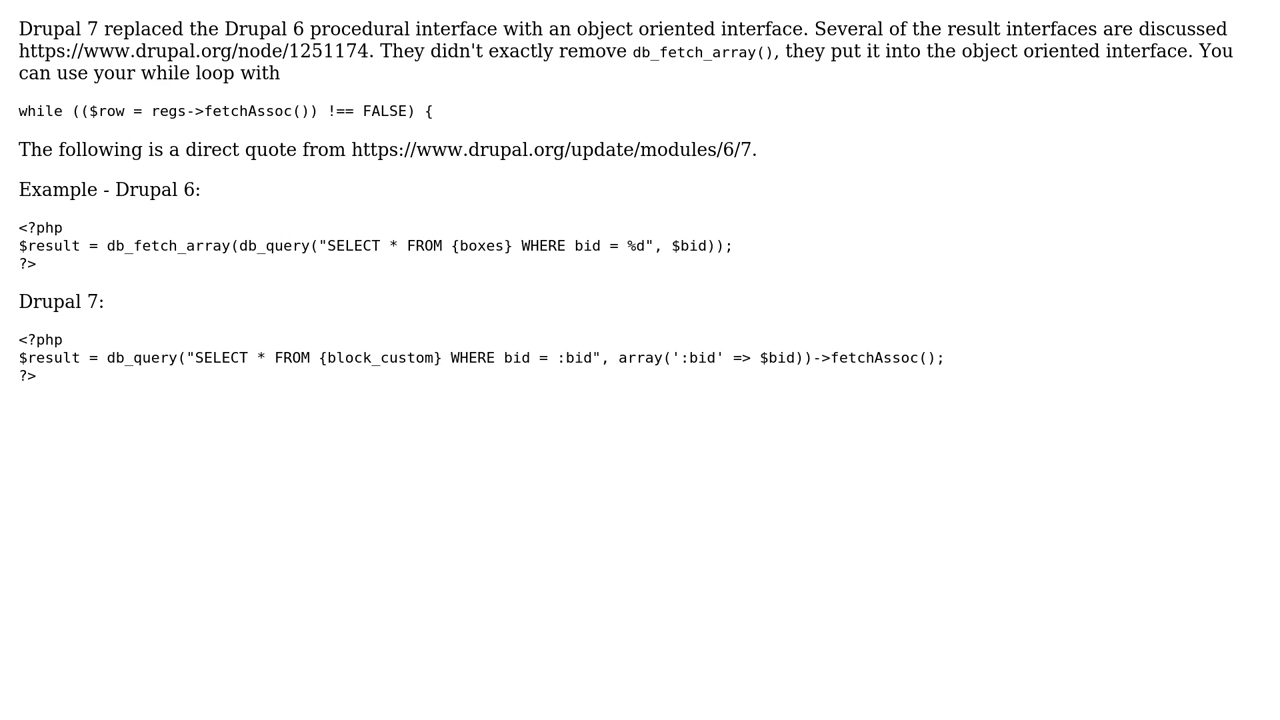 Drupal 7 replaced the Drupal 6 procedural interface with an object oriented interface. Several of the result interfaces are discussed
https://www.drupal.org/node/1251174. They didn't exactly remove db_fetch_array(), they put it into the object oriented interface. You
can use your while loop with
while (($row = regs->fetchAssoc()) !== FALSE) {
The following is a direct quote from https://www.drupal.org/update/modules/6/7.
Example - Drupal 6:
<?php
$result = db_fetch_array(db_query("SELECT * FROM {boxes} WHERE bid = %d", $bid));
?>
Drupal 7:
<?php
$result = db_query("SELECT * FROM {block_custom} WHERE bid = :bid", array(':bid' => $bid))->fetchAssoc();
?>